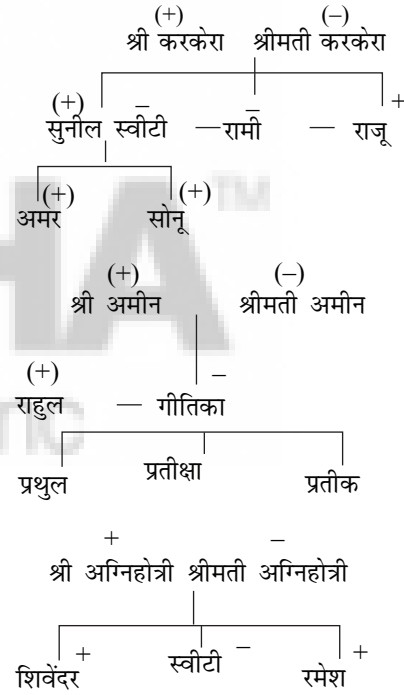 (+) (−)
श्री करकेरा श्रीमती करकेरा
(+) − − +
सुनील स्वीटी — रामी — राजू
(+) (+)
अमर सोनू
(+) (−)
श्री अमीन श्रीमती अमीन
(+) −
राहुल — गीतिका
प्रथुल प्रतीक्षा प्रतीक
+ −
श्री अग्निहोत्री श्रीमती अग्निहोत्री
शिवेंदर + स्वीटी − रमेश +